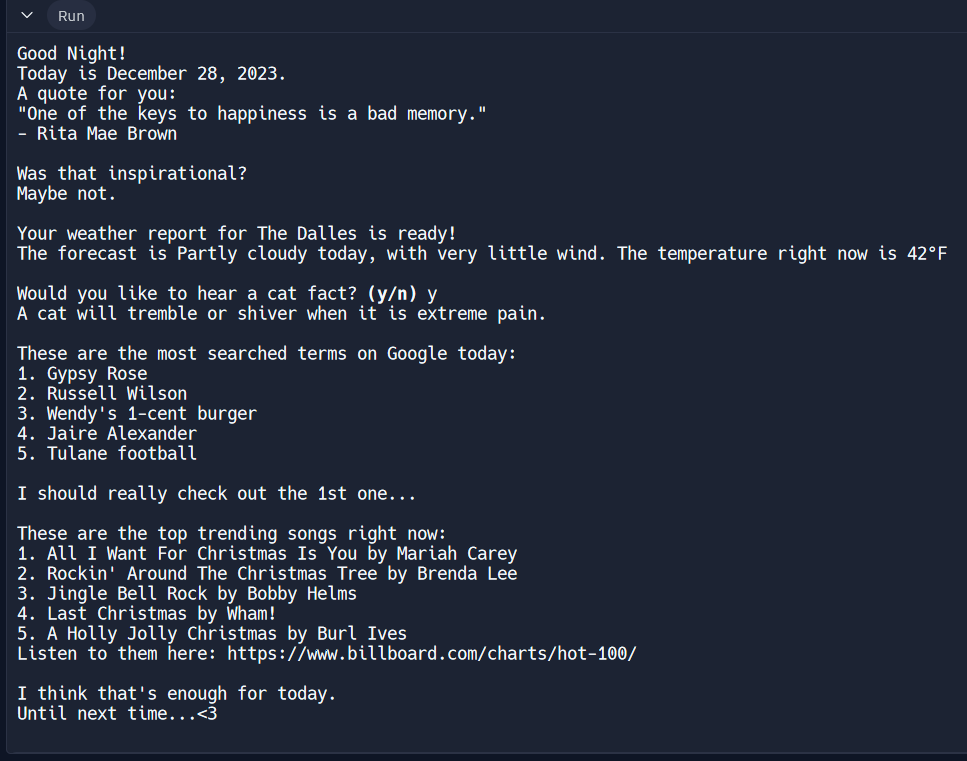 Run
Good Night!
Today is December 28, 2023.
A quote for you:
"One of the keys to happiness is a bad memory."
- Rita Mae Brown
Was that inspirational?
Maybe not.
Your weather report for The Dalles is ready!
The forecast is Partly cloudy today, with very little wind. The temperature right now is 42°F
Would you like to hear a cat fact? (y/n) y
A cat will tremble or shiver when it is extreme pain.
These are the most searched terms on Google today:
1. Gypsy Rose
2. Russell Wilson
3. Wendy's 1-cent burger
4. Jaire Alexander
5. Tulane football
I should really check out the 1st one...
These are the top trending songs right now:
1. All I Want For Christmas Is You by Mariah Carey
2. Rockin' Around The Christmas Tree by Brenda Lee
3. Jingle Bell Rock by Bobby Helms
4. Last Christmas by Wham!
5. A Holly Jolly Christmas by Burl Ives
Listen to them here: https://www.billboard.com/charts/hot-100/
I think that's enough for today.
Until next time...<3